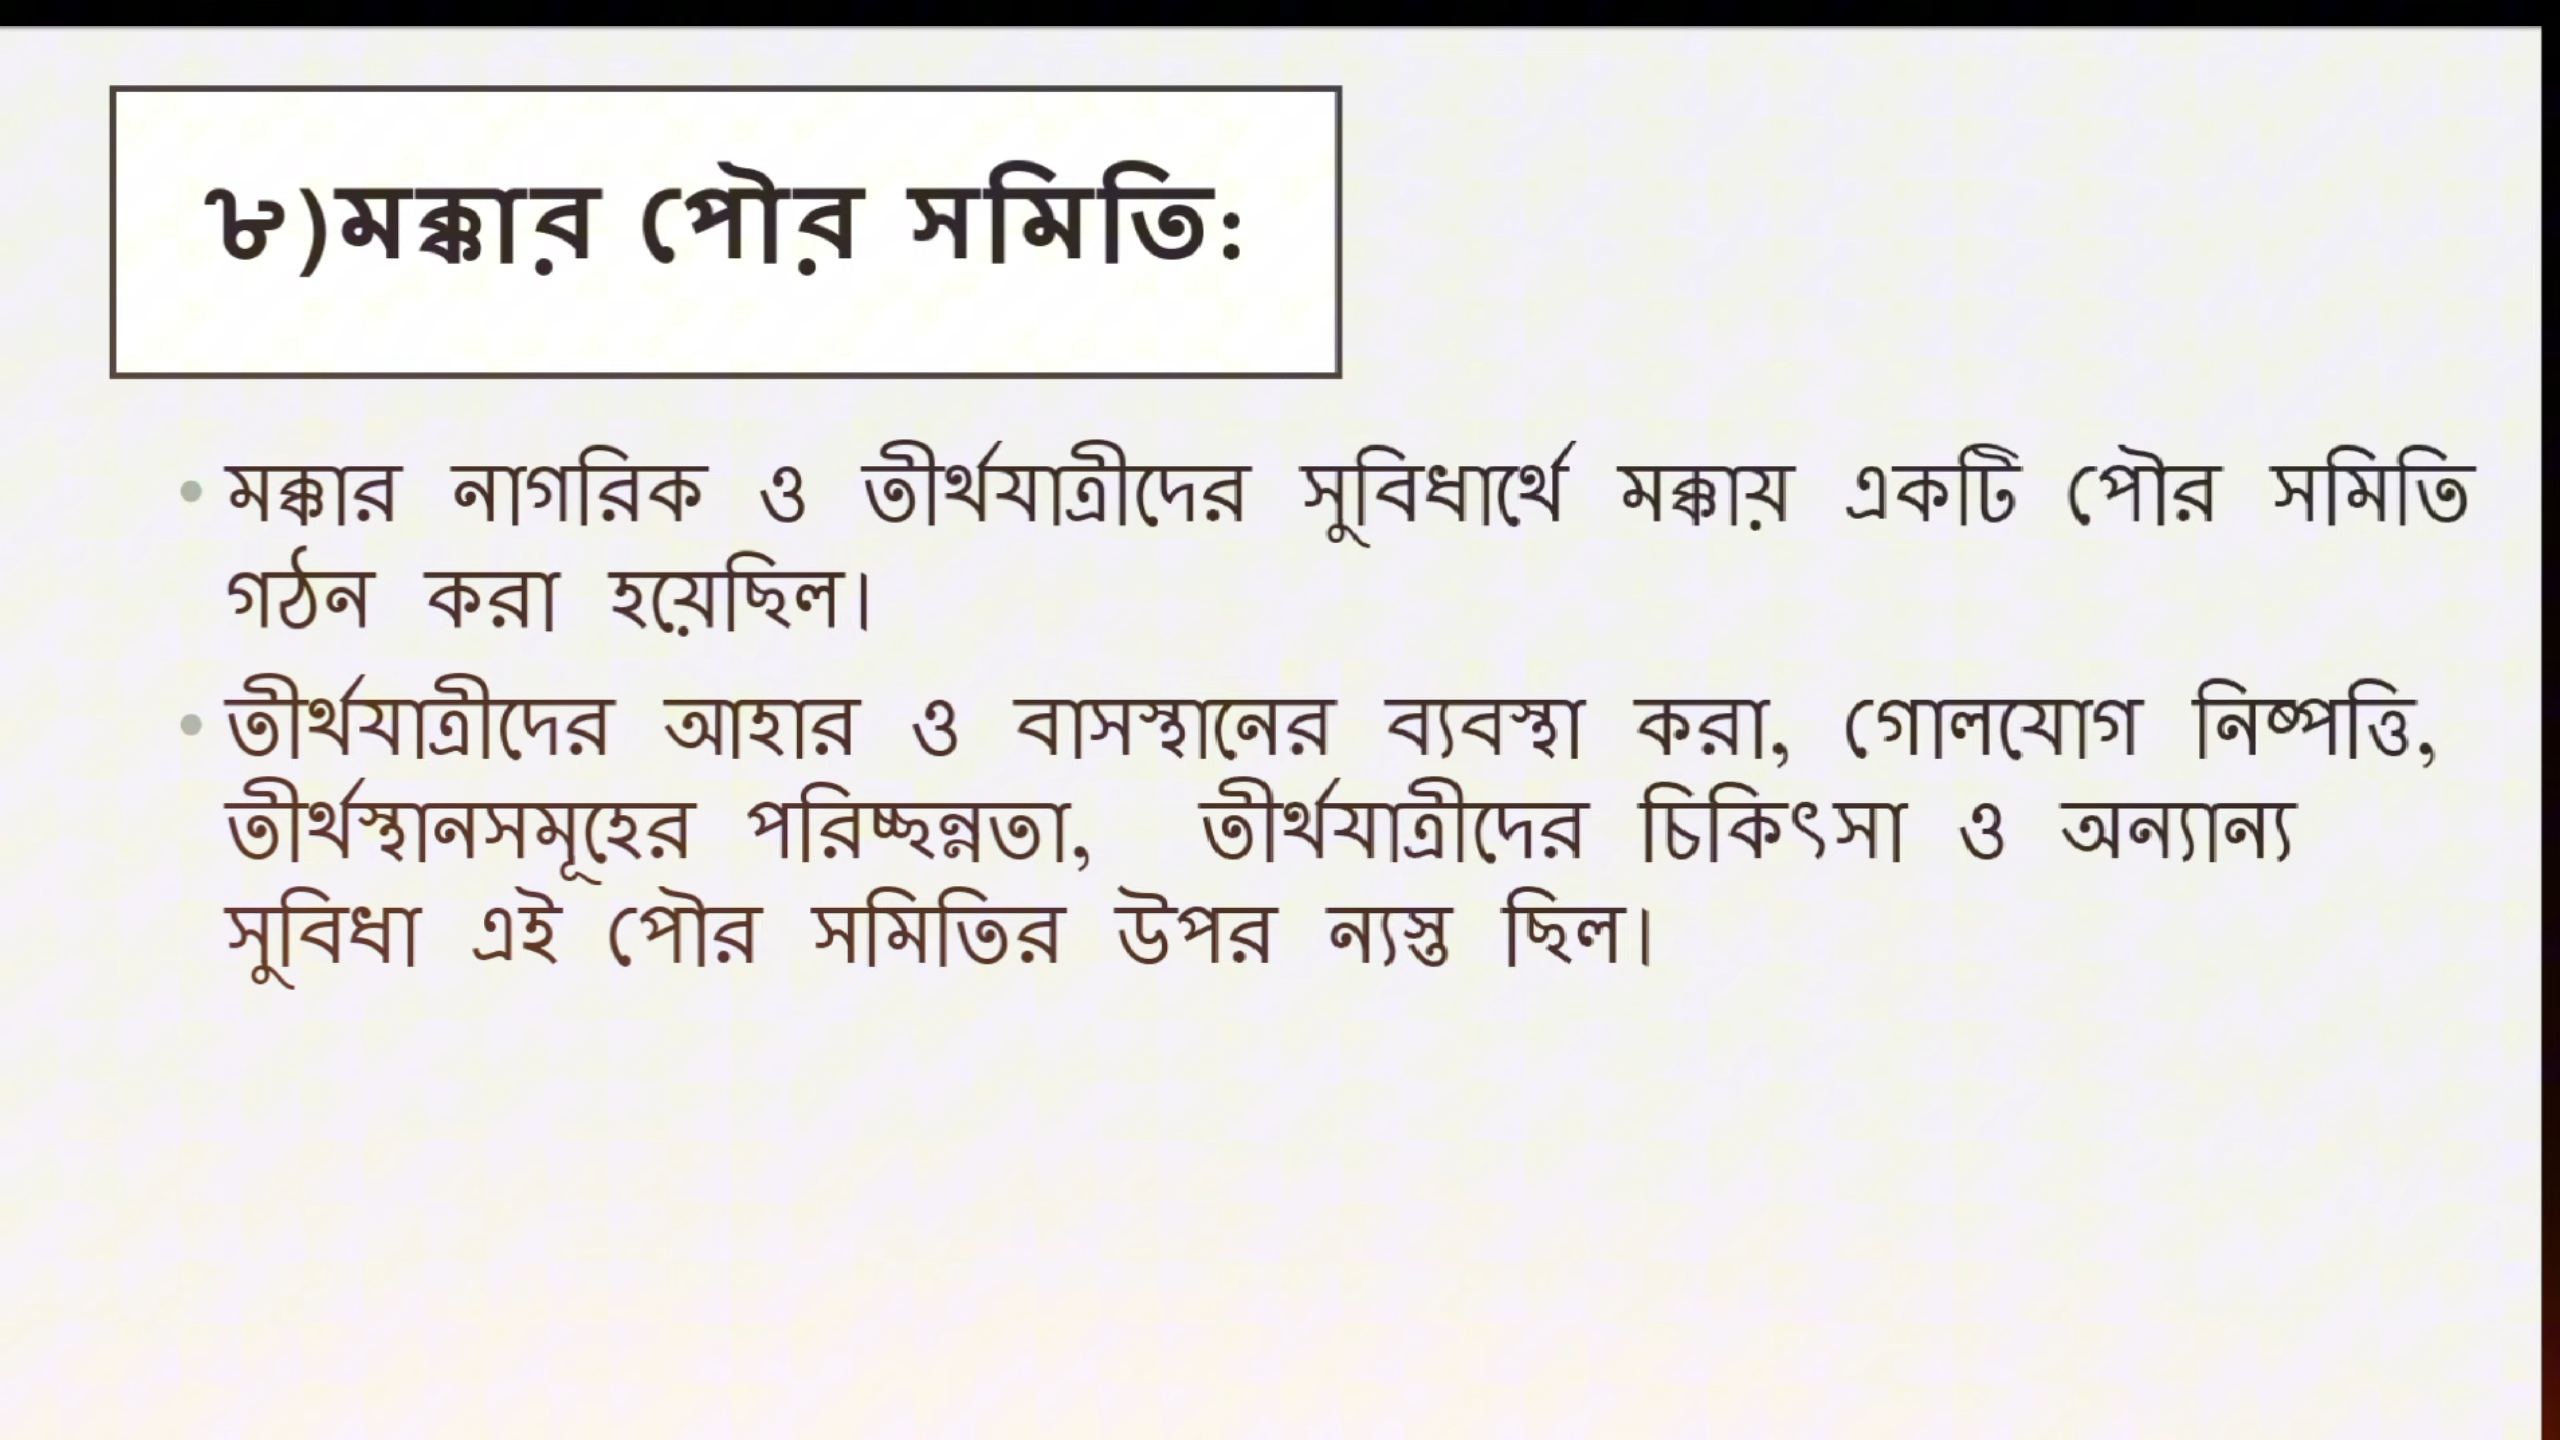 ৮)মক্কার পৌর সমিতি:
• মক্কার নাগরিক ও তীর্থযাত্রীদের সুবিধার্থে মক্কায় একটি পৌর সমিতি
গঠন করা হয়েছিল।
• তীর্থযাত্রীদের আহার ও বাসস্থানের ব্যবস্থা করা, গোলযোগ নিষ্পত্তি,
তীর্থস্থানসমূহের পরিচ্ছন্নতা, তীর্থযাত্রীদের চিকিৎসা ও অন্যান্য
সুবিধা এই পৌর সমিতির উপর ন্যস্ত ছিল।